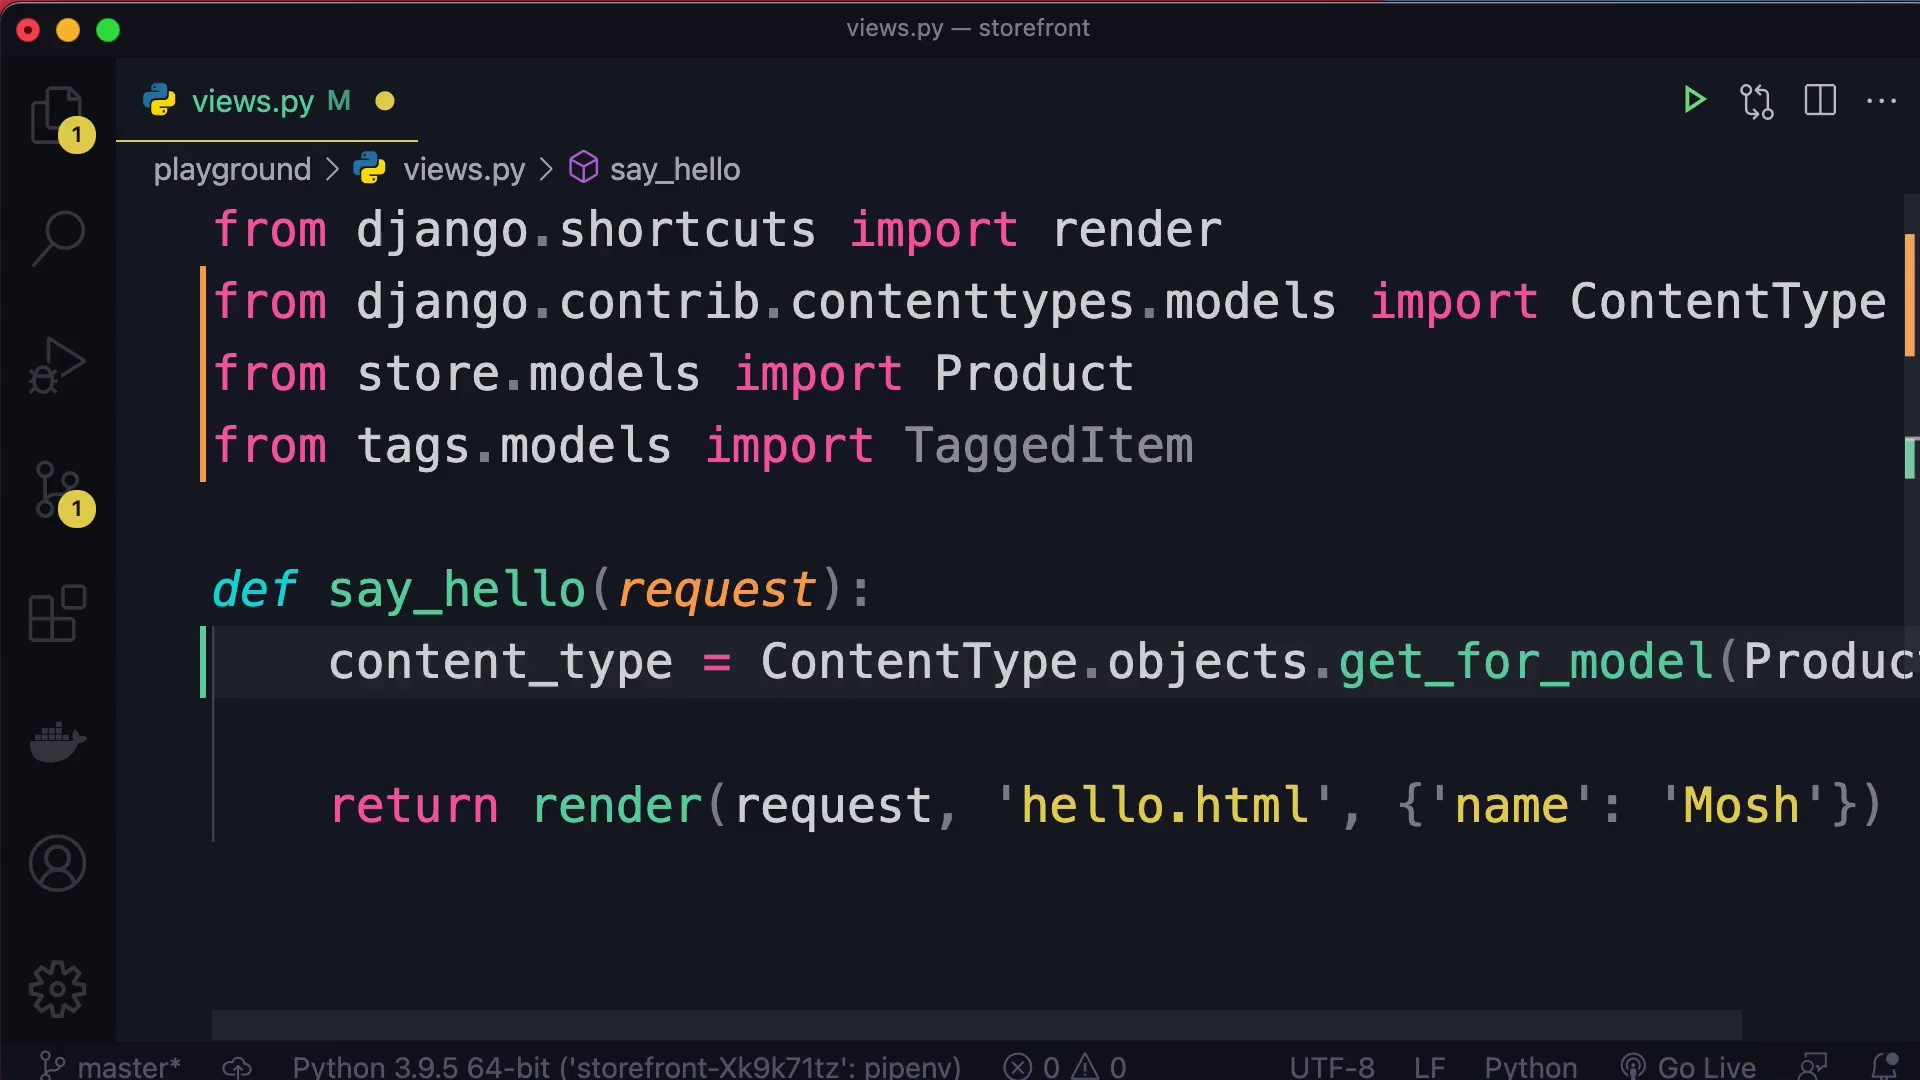 views.py — storefront
views.py M
1
playground > views.py > say_hello
from django.shortcuts import render
from django.contrib.contenttypes.models import ContentType
from store.models import Product
from tags.models import TaggedItem
1
def say_hello(request):
content_type = ContentType.objects.get_for_model(Produc
return render(request, 'hello.html', {'name': 'Mosh'})
master* Python 3.9.5 64-bit ('storefront-Xk9k71tz': pipenv) 0 0 UTF-8 LF Python Go Live